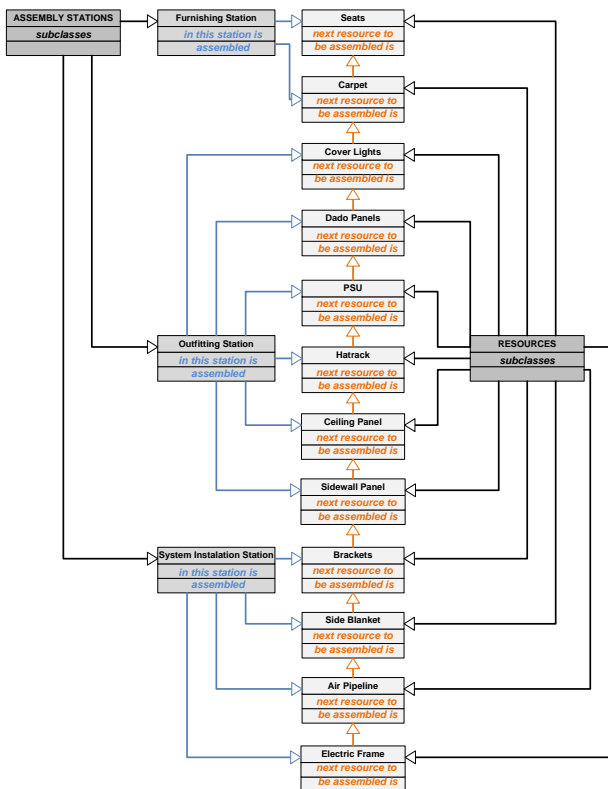 ASSEMBLY STATIONS
subclasses
Furnishing Station
in this station is
assembled
Seats
next resource to
be assembled is
Carpet
next resource to
be assembled is
Cover Lights
next resource to
be assembled is
Dado Panels
next resource to
be assembled is
PSU
next resource to
be assembled is
Outfitting Station
in this station is
assembled
Hatrack
next resource to
be assembled is
RESOURCES
subclasses
Ceiling Panel
next resource to
be assembled is
Sidewall Panel
next resource to
be assembled is
System Instalation Station
in this station is
assembled
Brackets
next resource to
be assembled is
Side Blanket
next resource to
be assembled is
Air Pipeline
next resource to
be assembled is
Electric Frame
next resource to
be assembled is